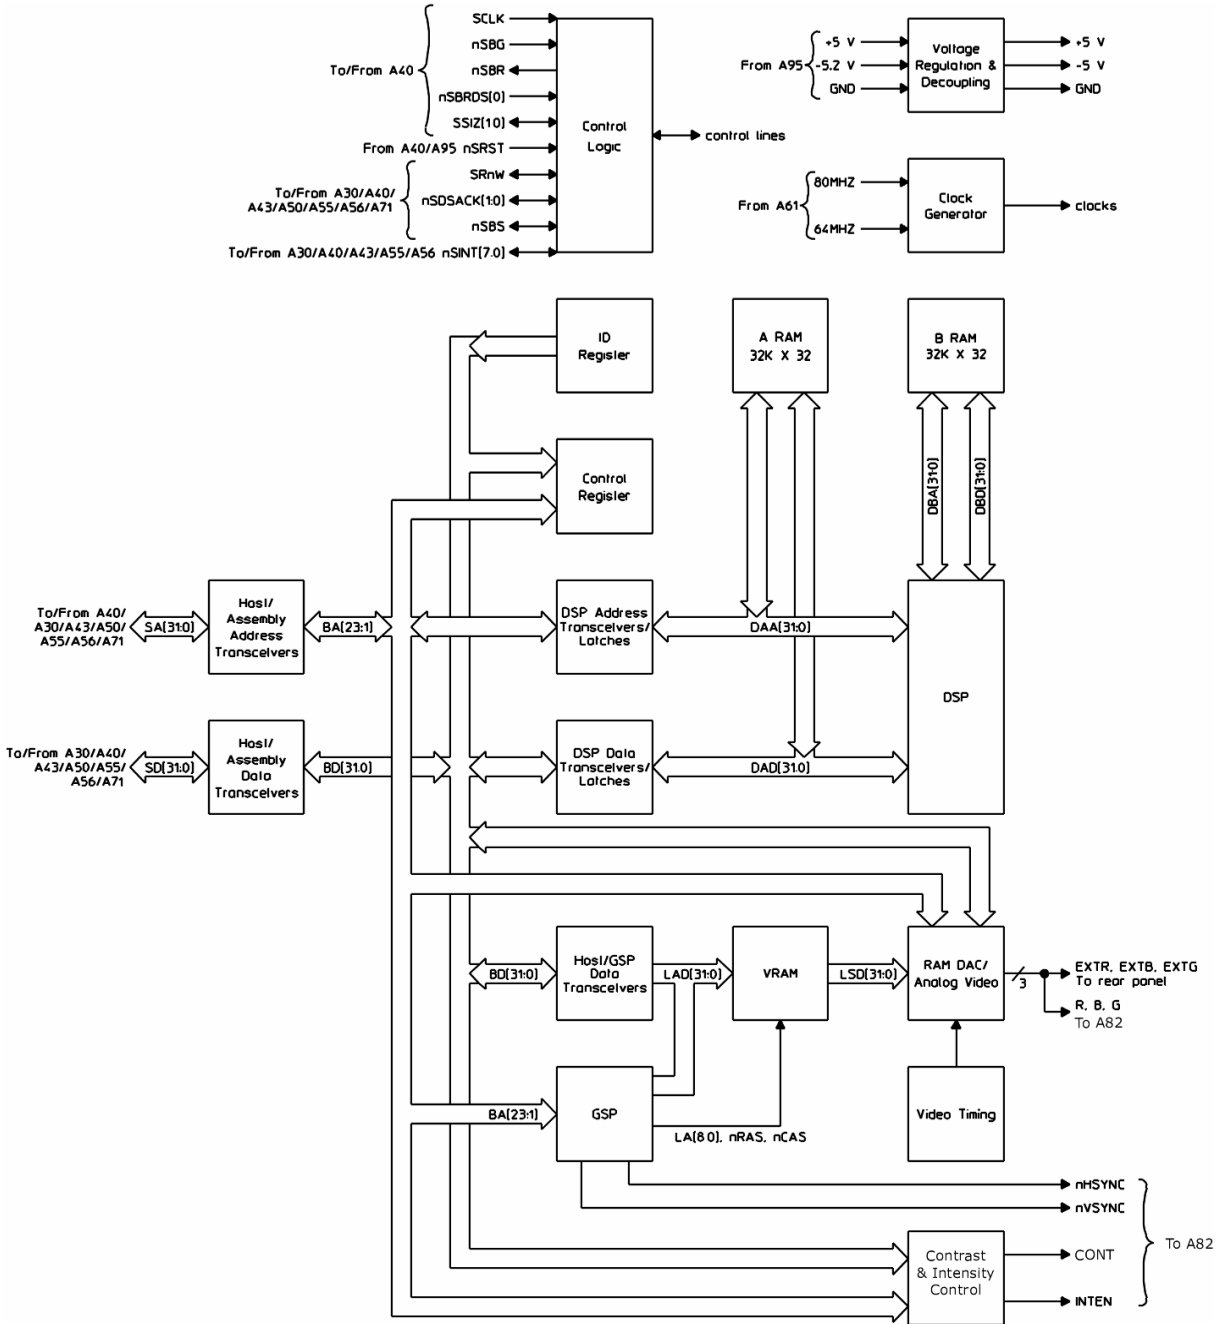 SCLK
nSBG
nSBR
nSBRDS[0]
SSIZ[10]
To/From A40
From A40/A95 nSRST
SRnW
nSDSACK[1:0]
nSBS
To/From A30/A40/
A43/A50/A55/A56/A71
To/From A30/A40/A43/A55/A56 nSINT[7.0]
Control
Logic
control lines
From A95
+5 V
-5.2 V
GND
Voltage
Regulation &
Decoupling
+5 V
-5 V
GND
From A61
80MHZ
64MHZ
Clock
Generator
clocks
ID
Register
A RAM
32K X 32
B RAM
32K X 32
Control
Register
DBA[31:0]
DBD[31:0]
To/From A40/
A30/A43/A50/
A55/A56/A71
SA[31:0]
Host/
Assembly
Address
Transceivers
BA[23:1]
DSP Address
Transceivers/
Latches
DAA[31:0]
DSP
To/From A30/A40/
A43/A50/A55/
A56/A71
SD[31:0]
Host/
Assembly
Data
Transceivers
BD[31.0]
DSP Data
Transceivers/
Latches
DAD[31.0]
BD[31:0]
Host/GSP
Data
Transceivers
LAD[31:0]
VRAM
LSD[31:0]
RAM DAC/
Analog Video
3
EXTR, EXTB, EXTG
To rear panel
R, B, G
To A82
BA[23:1]
GSP
LA[8 0], nRAS, nCAS
Video Timing
nHSYNC
nVSYNC
Contrast
& Intensity
Control
CONT
INTEN
To A82